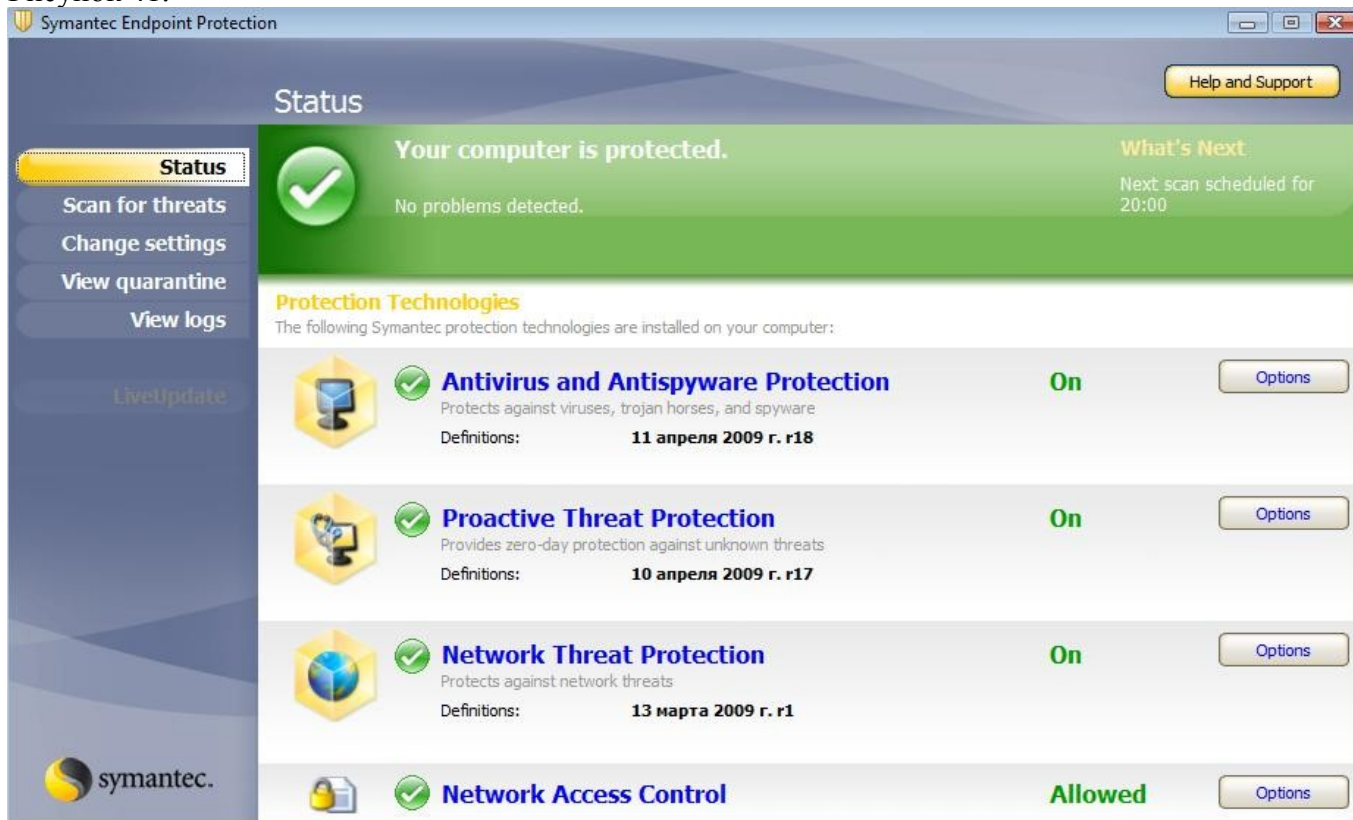 Symantec Endpoint Protection
Help and Support
Status
Status
Scan for threats
Change settings
View quarantine
View logs
LiveUpdate
symantec.
Your computer is protected.
No problems detected.
What's Next
Next scan scheduled for
20:00
Protection Technologies
The following Symantec protection technologies are installed on your computer:
Antivirus and Antispyware Protection On Options
Protects against viruses, trojan horses, and spyware
Definitions: 11 апреля 2009 г. r18
Proactive Threat Protection On Options
Provides zero-day protection against unknown threats
Definitions: 10 апреля 2009 г. r17
Network Threat Protection On Options
Protects against network threats
Definitions: 13 марта 2009 г. r1
Network Access Control Allowed Options